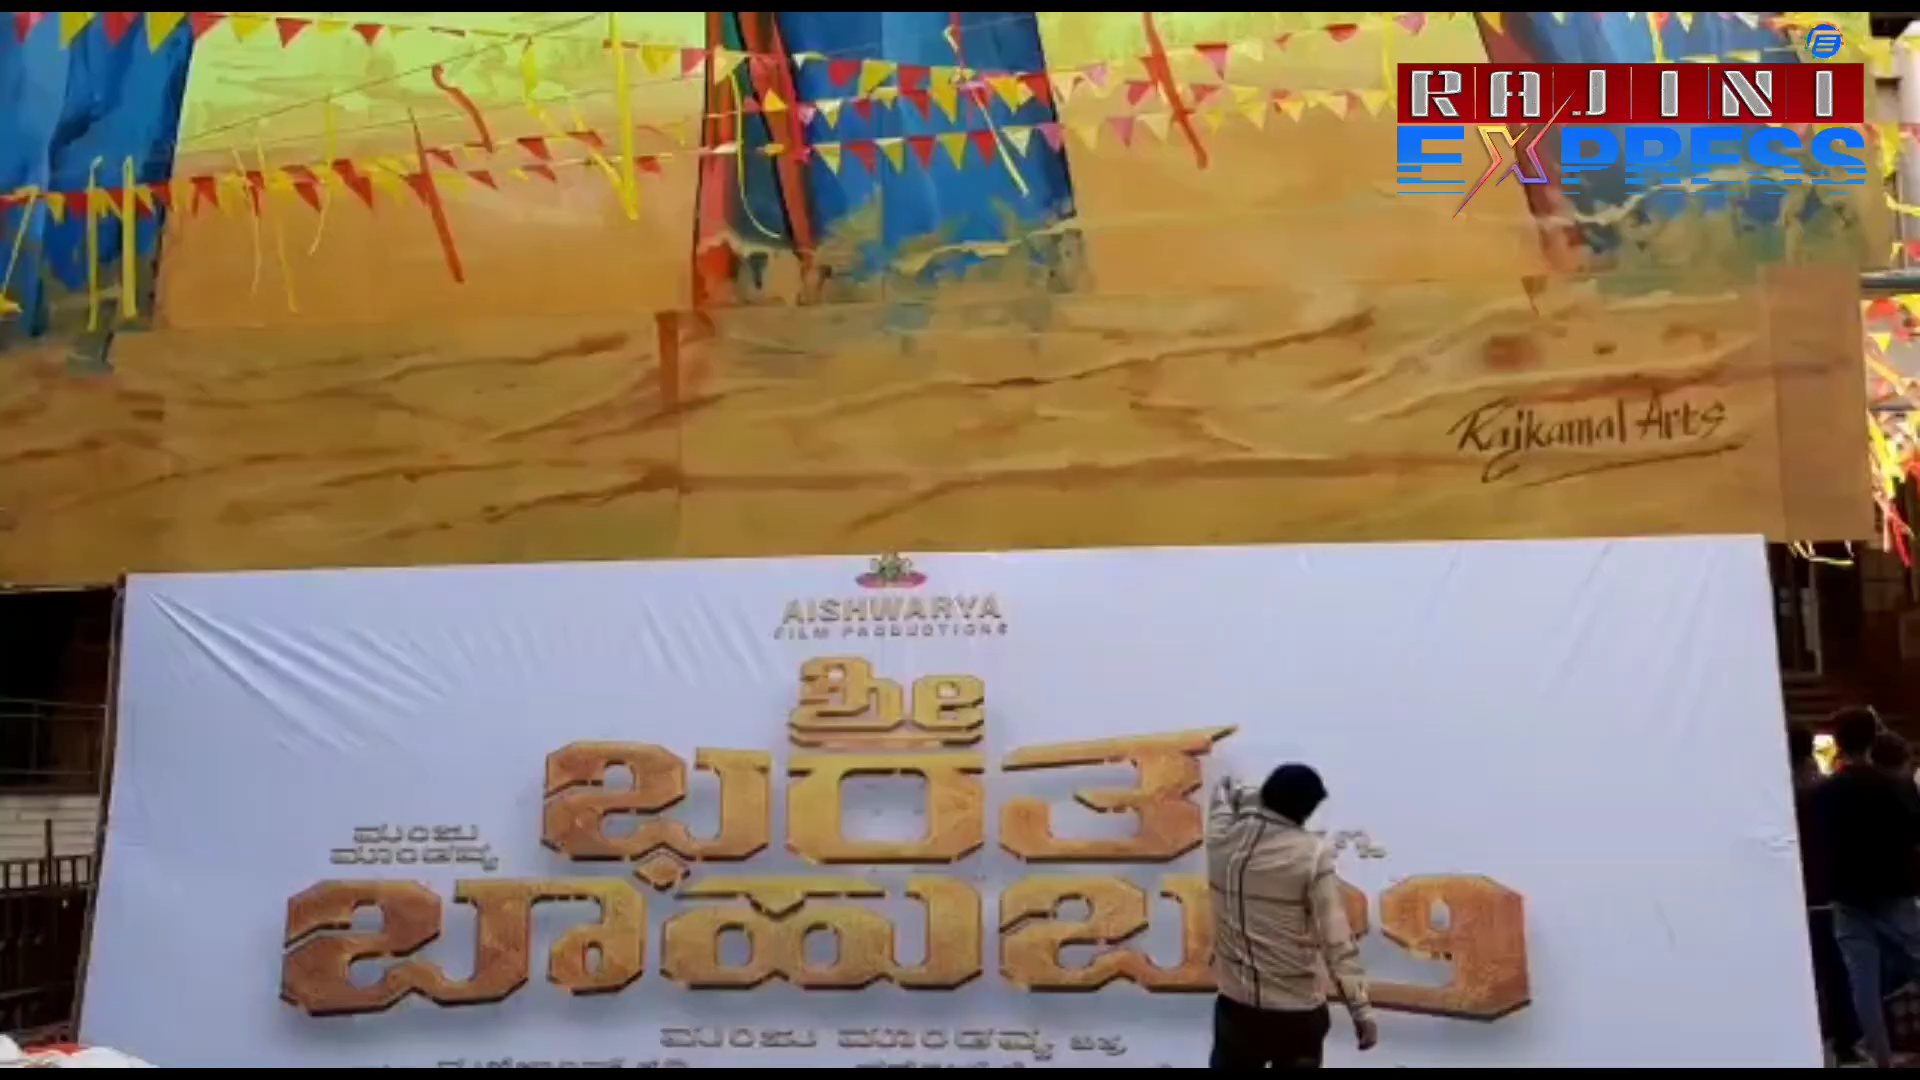 RAJINI
EXPRESS
Rajkamal Arts
AISHWARYA
FILM PRODUCTIONS
ಶ್ರೀ
ಭರತ
ಮಂಜು
ಮಾಂಡವ್ಯ
ಬಾಹುಬಲಿ
ಮಂಜು ಮಾಂಡವ್ಯ ಚಿತ್ರ